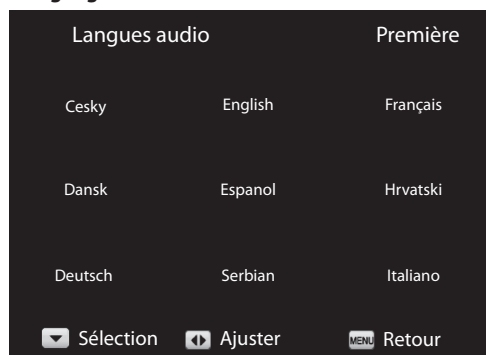 Langues audio Première
Cesky English Français
Dansk Espanol Hrvatski
Deutsch Serbian Italiano
Sélection Ajuster MENU Retour